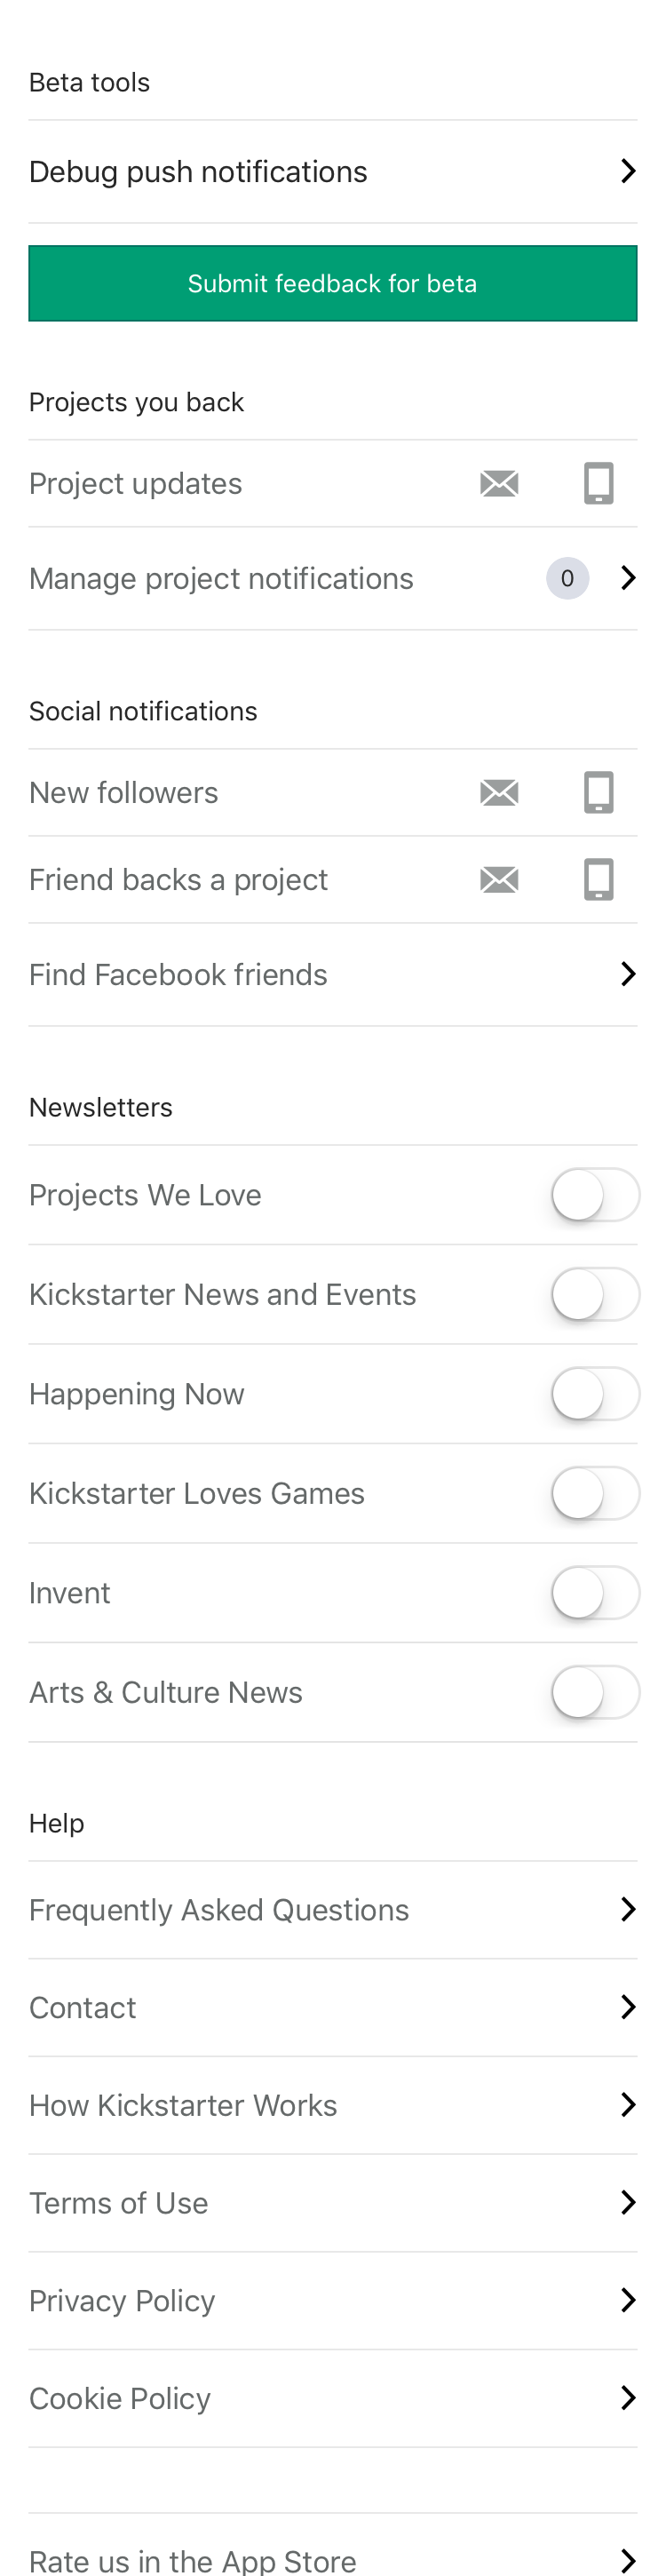 Beta tools
Debug push notifications
Submit feedback for beta
Projects you back
Project updates
Manage project notifications 0
Social notifications
New followers
Friend backs a project
Find Facebook friends
Newsletters
Projects We Love
Kickstarter News and Events
Happening Now
Kickstarter Loves Games
Invent
Arts & Culture News
Help
Frequently Asked Questions
Contact
How Kickstarter Works
Terms of Use
Privacy Policy
Cookie Policy
Rate us in the App Store